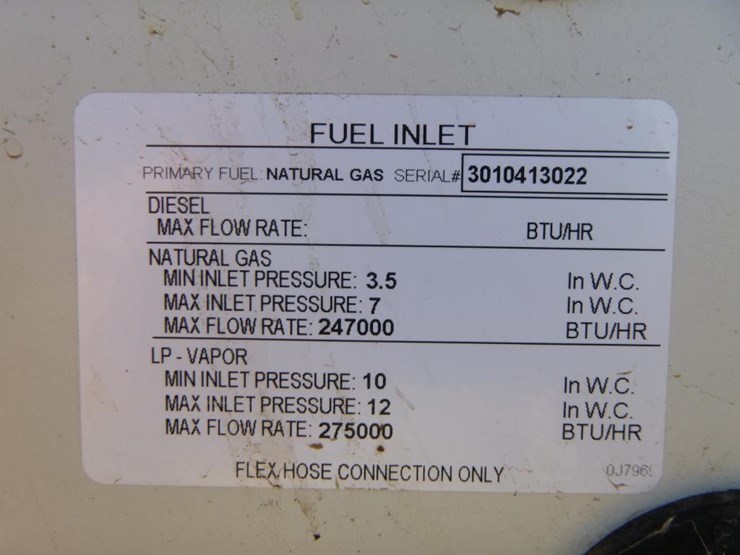 FUEL INLET
PRIMARY FUEL: NATURAL GAS SERIAL# 3010413022
DIESEL
MAX FLOW RATE: BTU/HR
NATURAL GAS
MIN INLET PRESSURE: 3.5 In W.C.
MAX INLET PRESSURE: 7 In W.C.
MAX FLOW RATE: 247000 BTU/HR
LP - VAPOR
MIN INLET PRESSURE: 10 In W.C.
MAX INLET PRESSURE: 12 In W.C.
MAX FLOW RATE: 275000 BTU/HR
FLEX HOSE CONNECTION ONLY